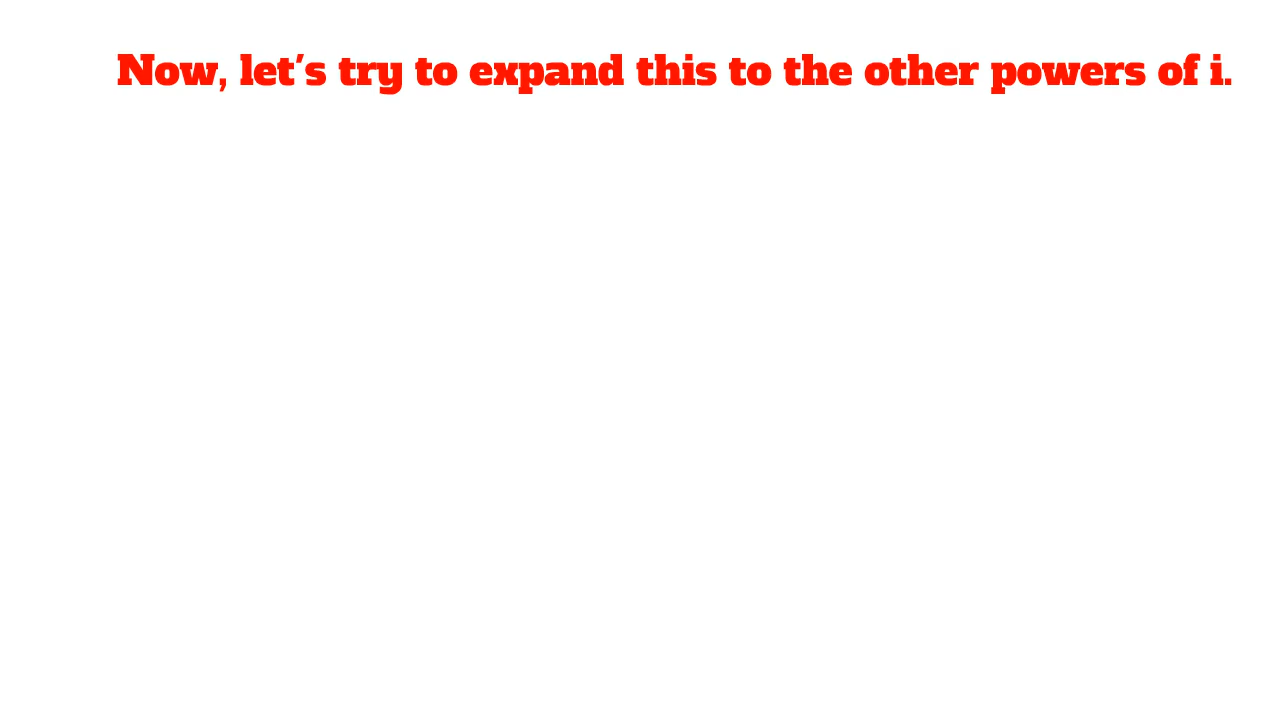 Now, let's try to expand this to the other powers of i.